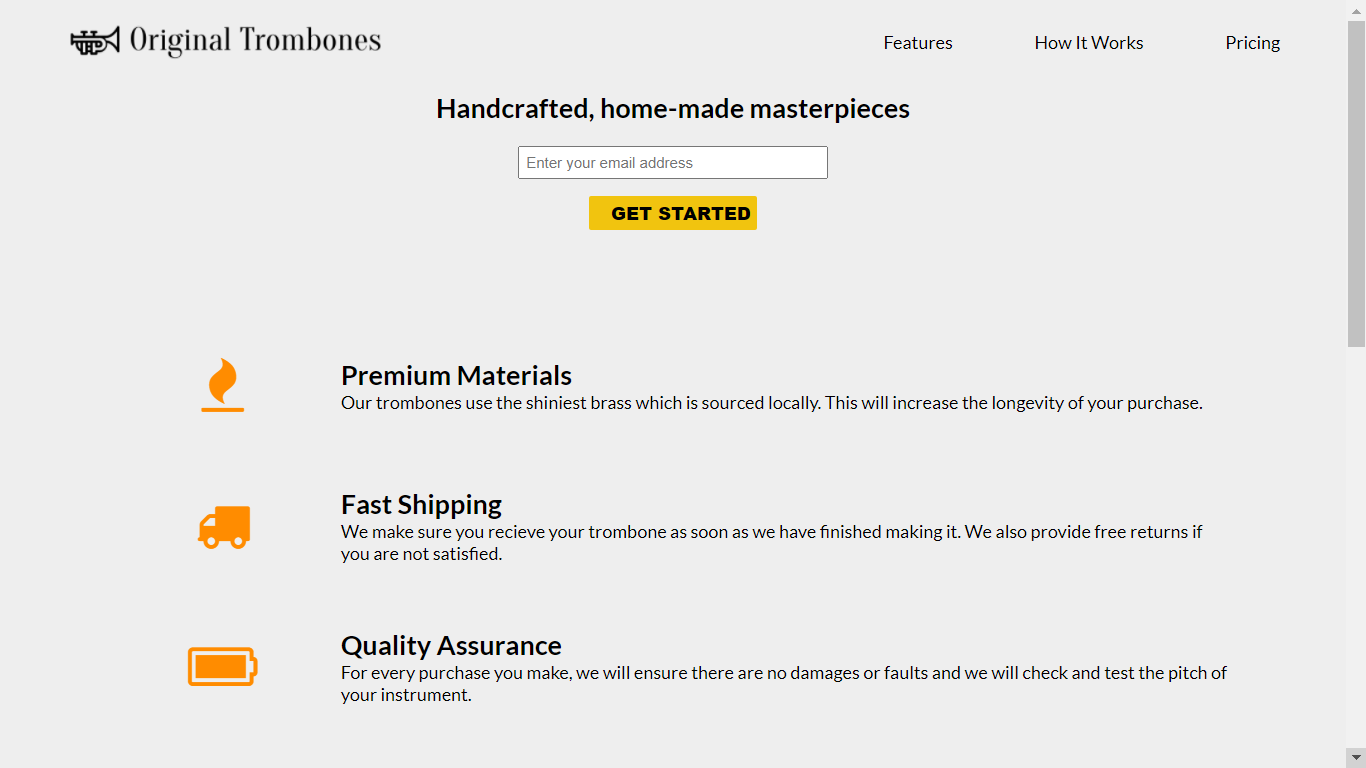 Original Trombones
Features
How It Works
Pricing
Handcrafted, home-made masterpieces
Enter your email address
GET STARTED
Premium Materials
Our trombones use the shiniest brass which is sourced locally. This will increase the longevity of your purchase.
Fast Shipping
We make sure you recieve your trombone as soon as we have finished making it. We also provide free returns if
you are not satisfied.
Quality Assurance
For every purchase you make, we will ensure there are no damages or faults and we will check and test the pitch of
your instrument.